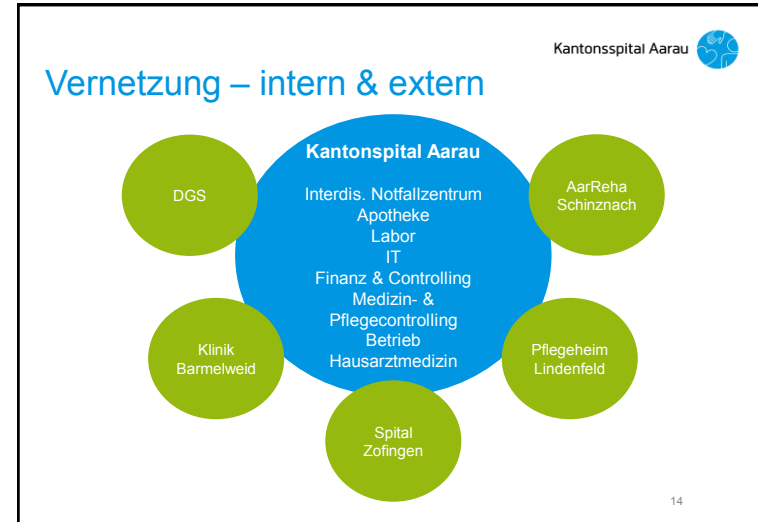 Kantonsspital Aarau
Vernetzung – intern & extern
Kantonspital Aarau
Interdis. Notfallzentrum
Apotheke
Labor
IT
Finanz & Controlling
Medizin- &
Pflegecontrolling
Betrieb
Hausarztmedizin
DGS
AarReha
Schinznach
Klinik
Barmelweid
Pflegeheim
Lindenfeld
Spital
Zofingen
14